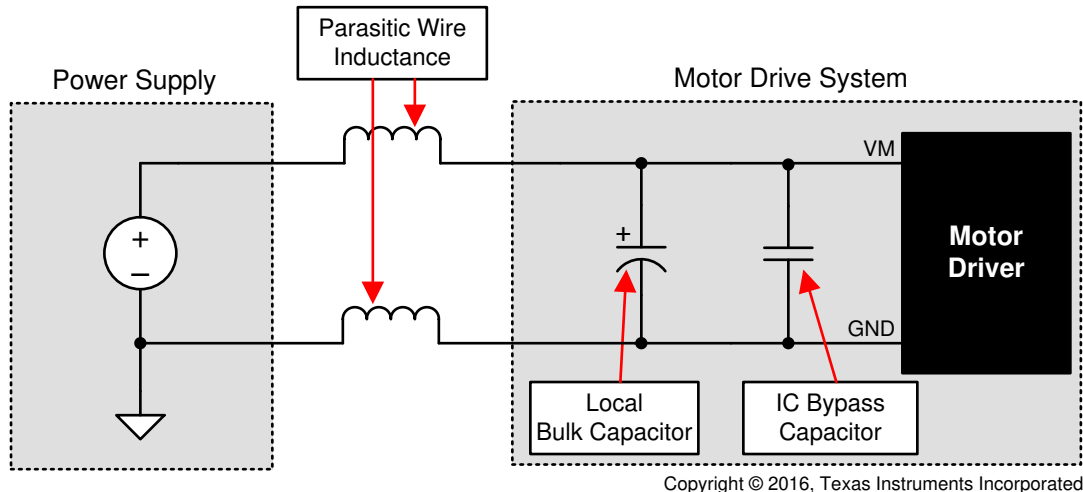 Parasitic Wire
Inductance
Power Supply
Motor Drive System
VM
+
–
+
Motor
Driver
GND
Local
Bulk Capacitor
IC Bypass
Capacitor
Copyright © 2016, Texas Instruments Incorporated